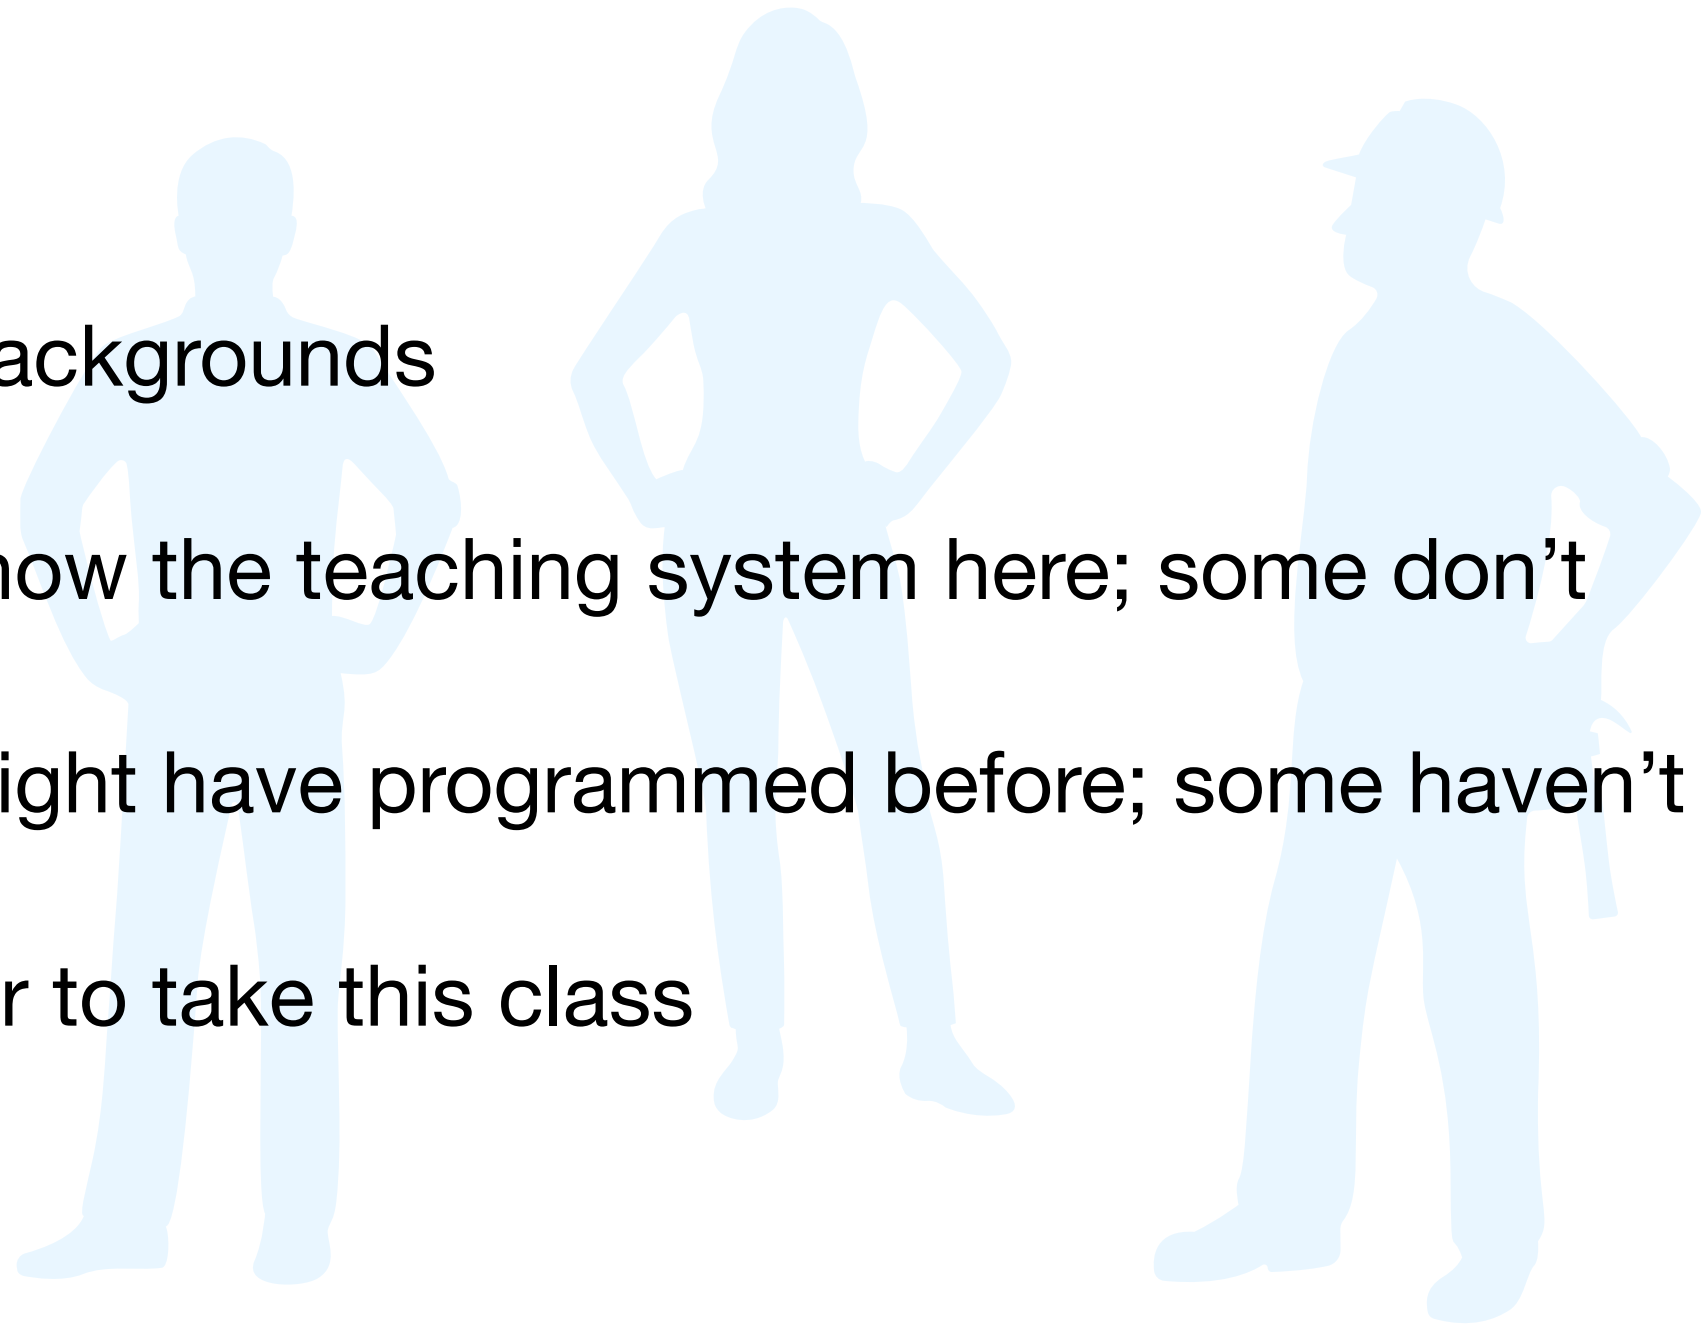 ackgrounds
now the teaching system here; some don’t
ight have programmed before; some haven’t
r to take this class